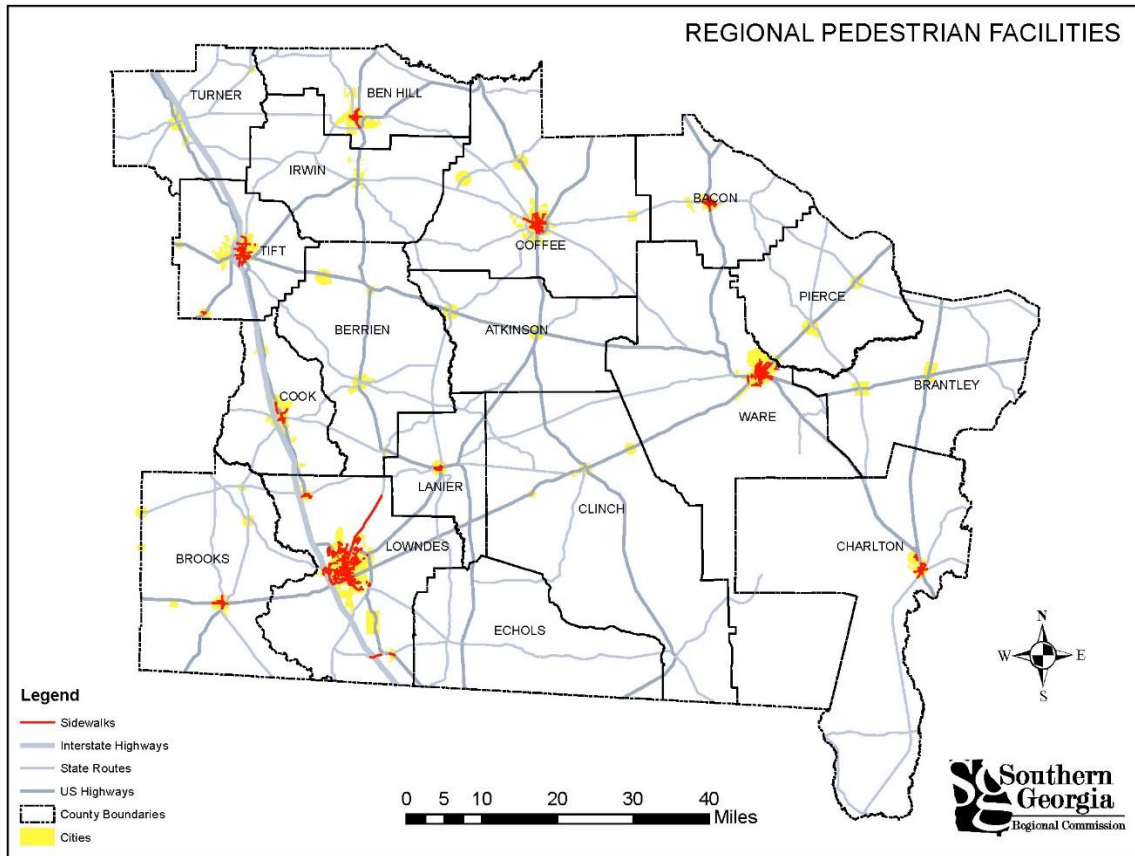 REGIONAL PEDESTRIAN FACILITIES
TURNER
BEN HILL
IRWIN
BACON
COFFEE
TIFT
PIERCE
BERRIEN
ATKINSON
BRANTLEY
COOK
WARE
LANIER
CLINCH
CHARLTON
LOWNDES
BROOKS
ECHOLS
N
W E
S
Legend
Sidewalks
Interstate Highways
State Routes
US Highways
County Boundaries
Cities
0 5 10 20 30 40
Miles
SG
Southern
Georgia
Regional Commission